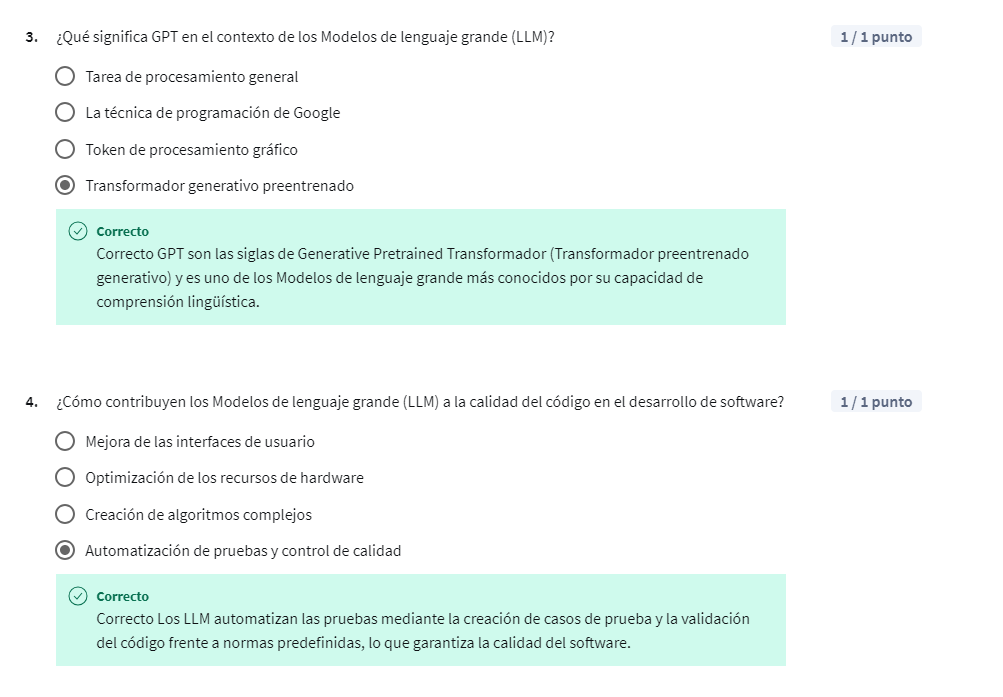 3. ¿Qué significa GPT en el contexto de los Modelos de lenguaje grande (LLM)? 1 / 1 punto
Tarea de procesamiento general
La técnica de programación de Google
Token de procesamiento gráfico
Transformador generativo preentrenado
Correcto
Correcto GPT son las siglas de Generative Pretrained Transformador (Transformador preentrenado
generativo) y es uno de los Modelos de lenguaje grande más conocidos por su capacidad de
comprensión lingüística.
4. ¿Cómo contribuyen los Modelos de lenguaje grande (LLM) a la calidad del código en el desarrollo de software? 1 / 1 punto
Mejora de las interfaces de usuario
Optimización de los recursos de hardware
Creación de algoritmos complejos
Automatización de pruebas y control de calidad
Correcto
Correcto Los LLM automatizan las pruebas mediante la creación de casos de prueba y la validación
del código frente a normas predefinidas, lo que garantiza la calidad del software.